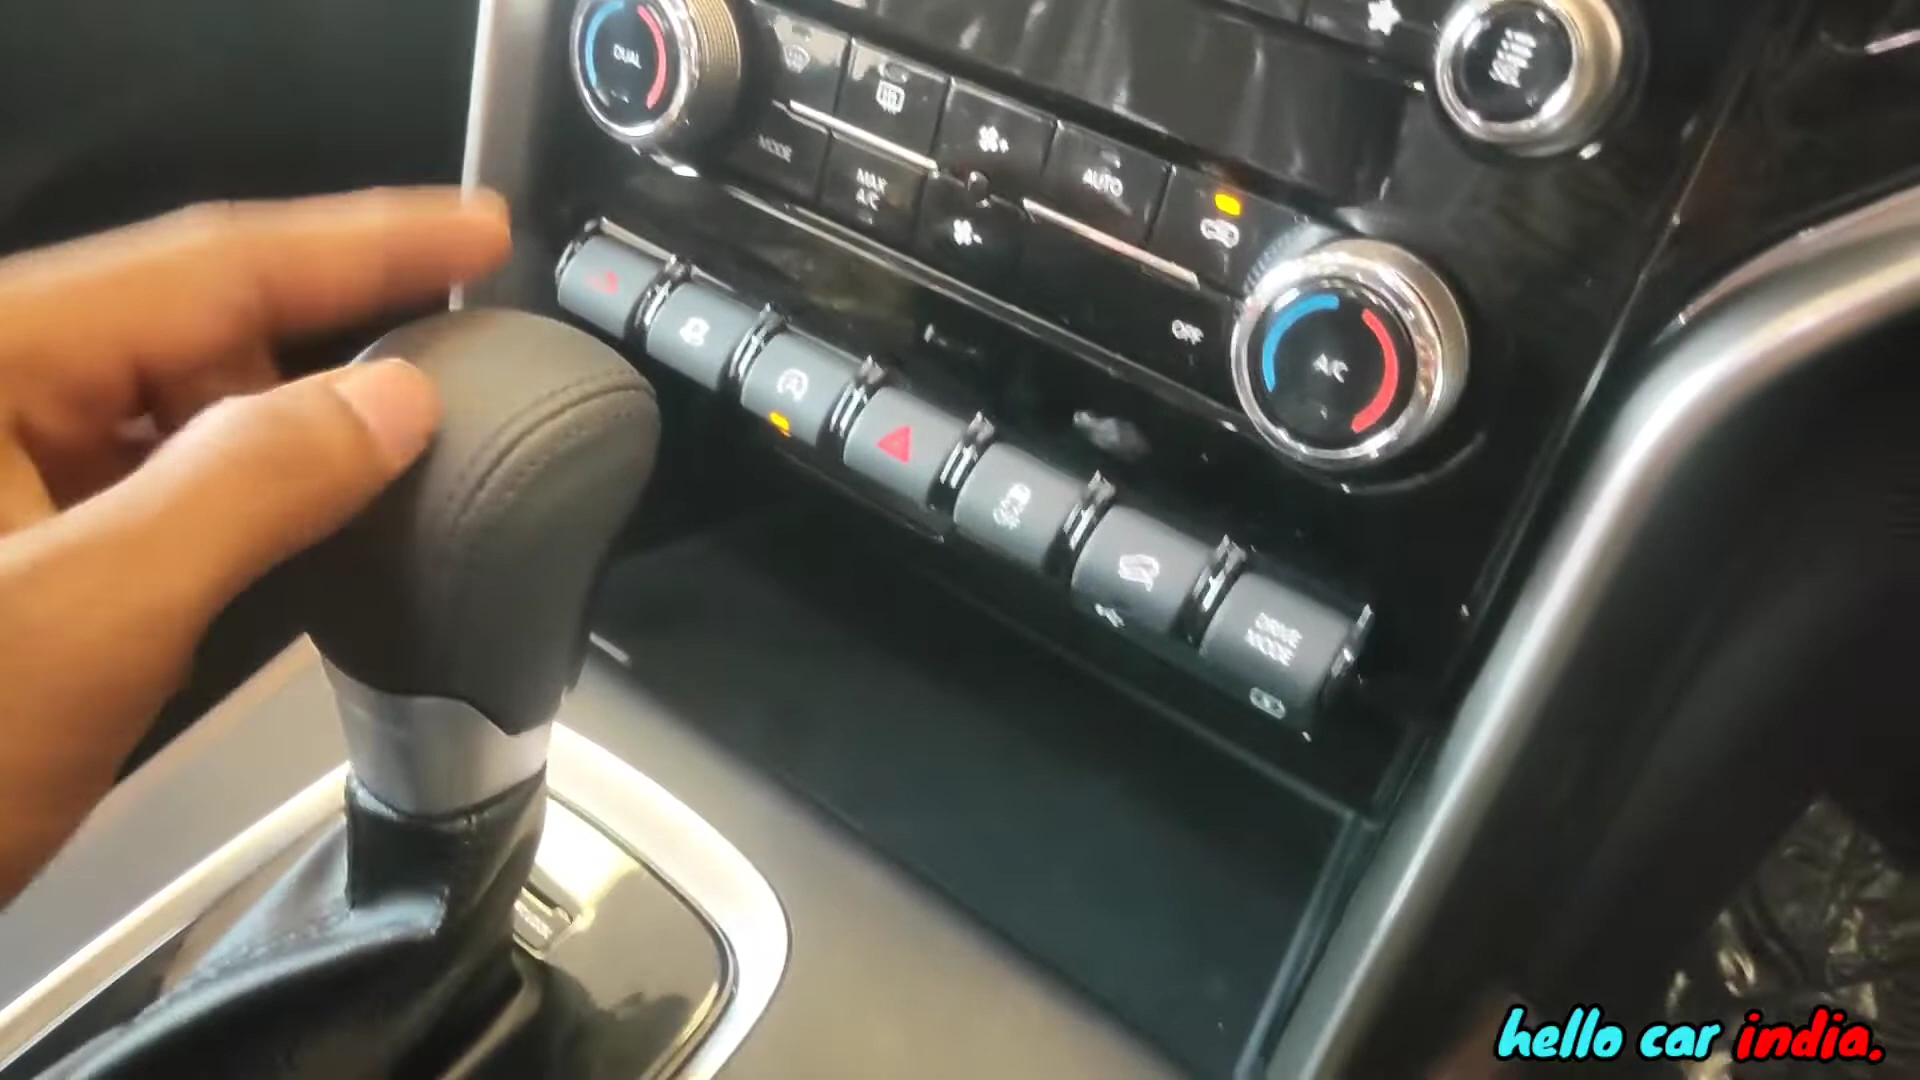 DUAL
MODE
MAX
A/C
AUTO
OFF
A/C
DRIVE
MODE
hello car india.